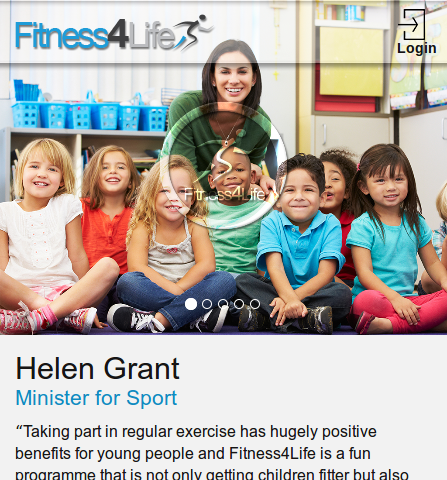 Fitness4Life
Login
Fitness4Life
Helen Grant
Minister for Sport
“Taking part in regular exercise has hugely positive
benefits for young people and Fitness4Life is a fun
programme that is not only getting children fitter but also